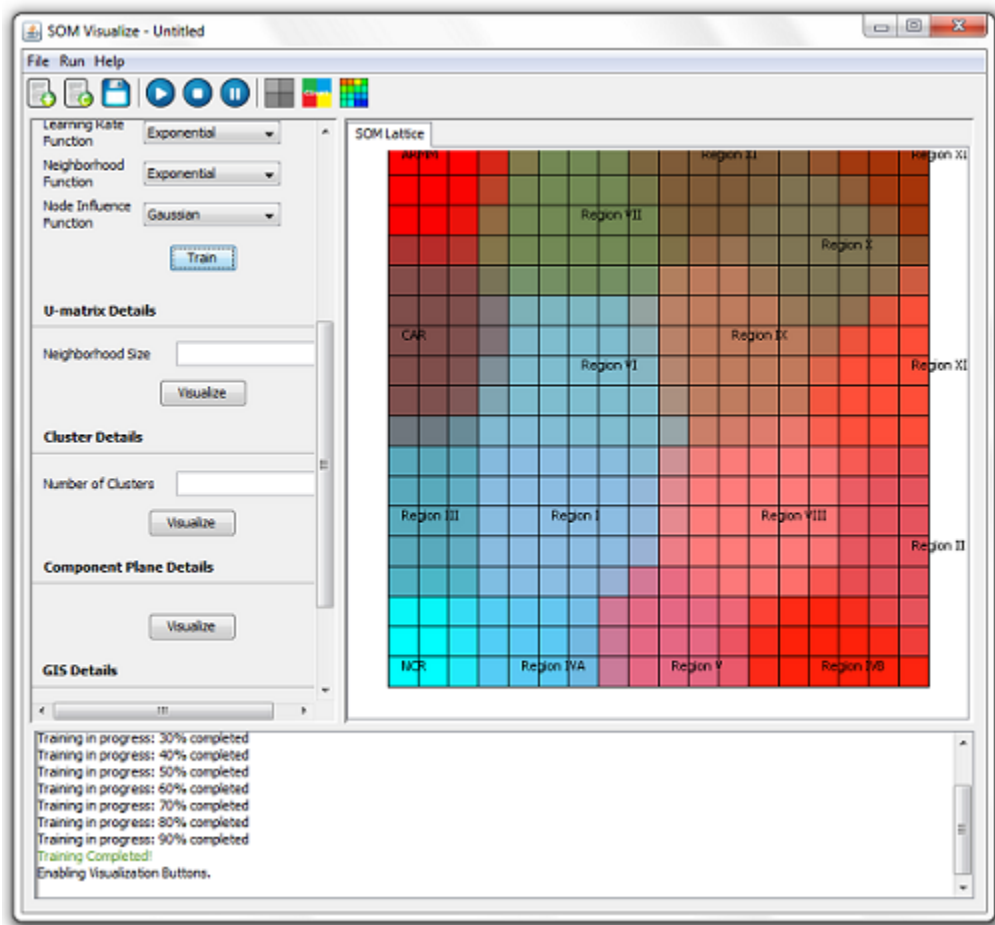 SOM Visualize - Untitled
File Run Help
Learning Rate
Function
Exponential
Neighborhood
Function
Exponential
Node Influence
Function
Gaussian
Train
U-matrix Details
Neighborhood Size
Visualize
Cluster Details
Number of Clusters
Visualize
Component Plane Details
Visualize
GIS Details
SOM Lattice
ARMM
Region XI
Region XI
Region VII
Region X
CAR
Region IX
Region VI
Region XI
Region III
Region I
Region VIII
Region II
NCR
Region IVA
Region V
Region IVB
Training in progress: 30% completed
Training in progress: 40% completed
Training in progress: 50% completed
Training in progress: 60% completed
Training in progress: 70% completed
Training in progress: 80% completed
Training in progress: 90% completed
Training Completed!
Enabling Visualization Buttons.